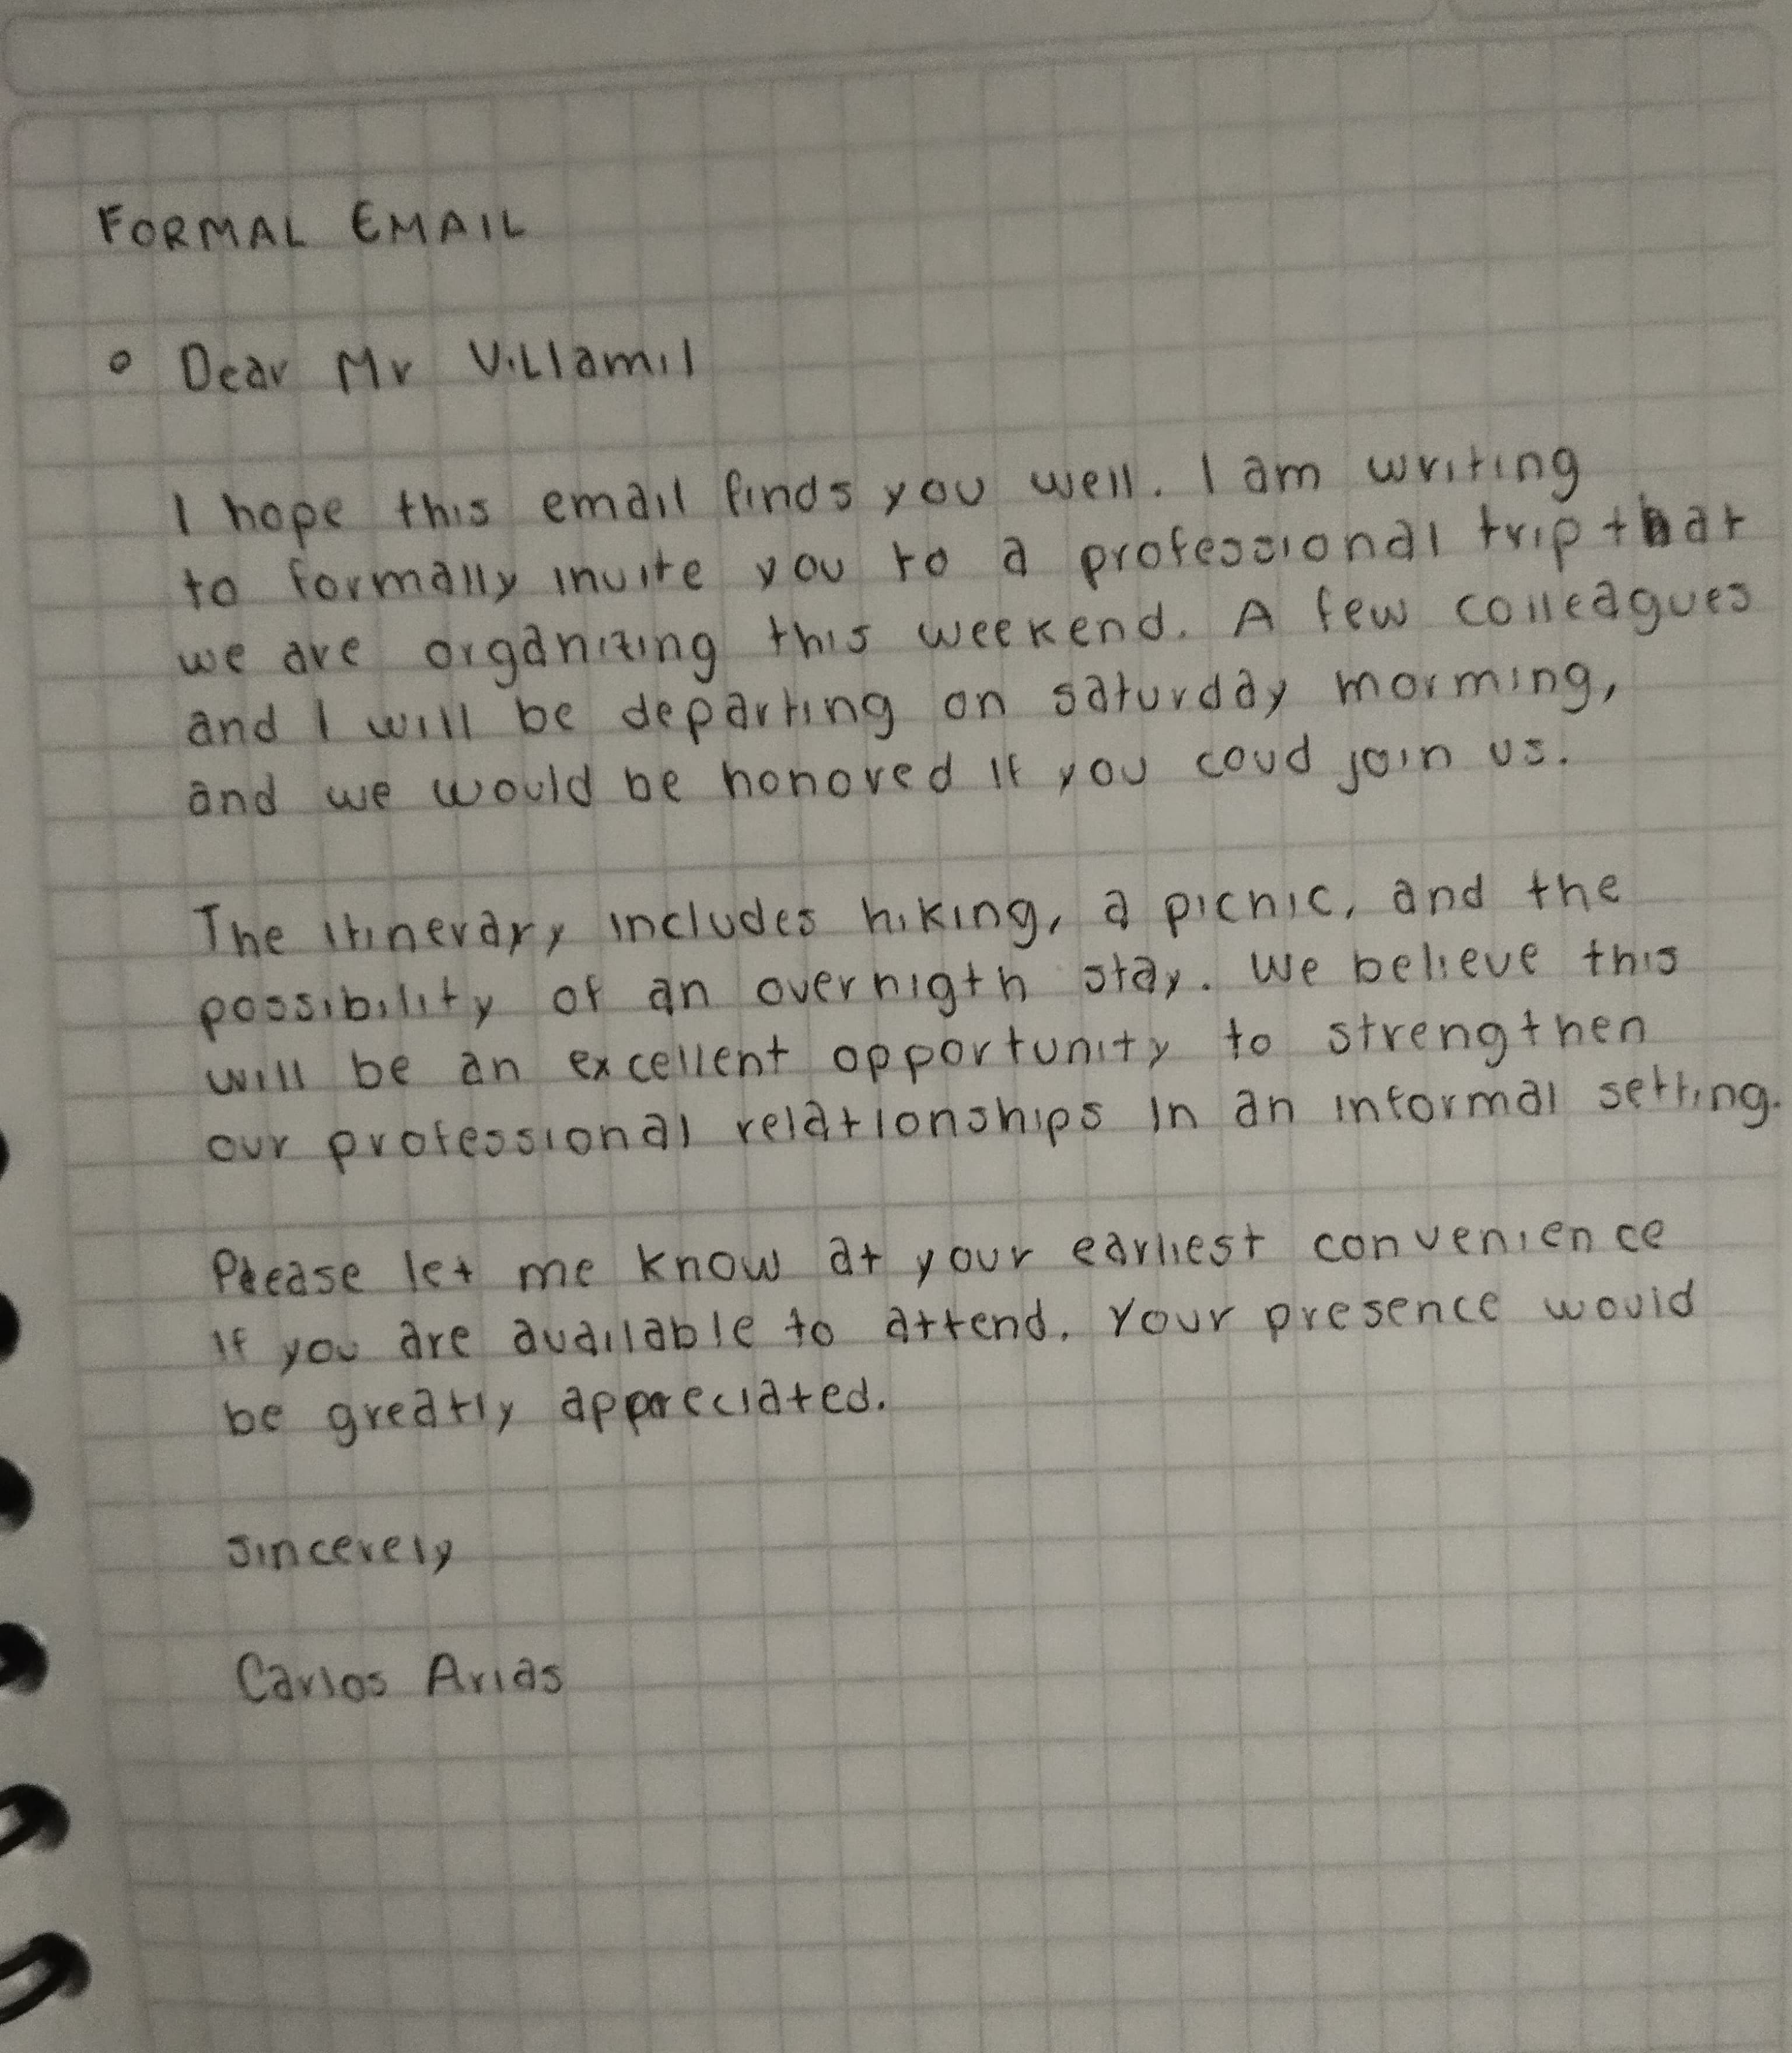 FORMAL EMAIL
° Dear Mr Villamil
I hope this email finds you well. I am writing
to formally invite you to a professional trip that
we are organizing this weekend. A few colleagues
and I will be departing on saturday morming,
and we would be honored if you coud join us.
The itinerary includes hiking, a picnic, and the
possibility of an overnigth stay. We believe this
will be an excellent opportunity to strengthen
our professional relationships in an informal setting.
Please let me know at your earliest convenience
if you are available to attend. Your presence would
be greatly appreciated.
sincerely
Carlos Arias